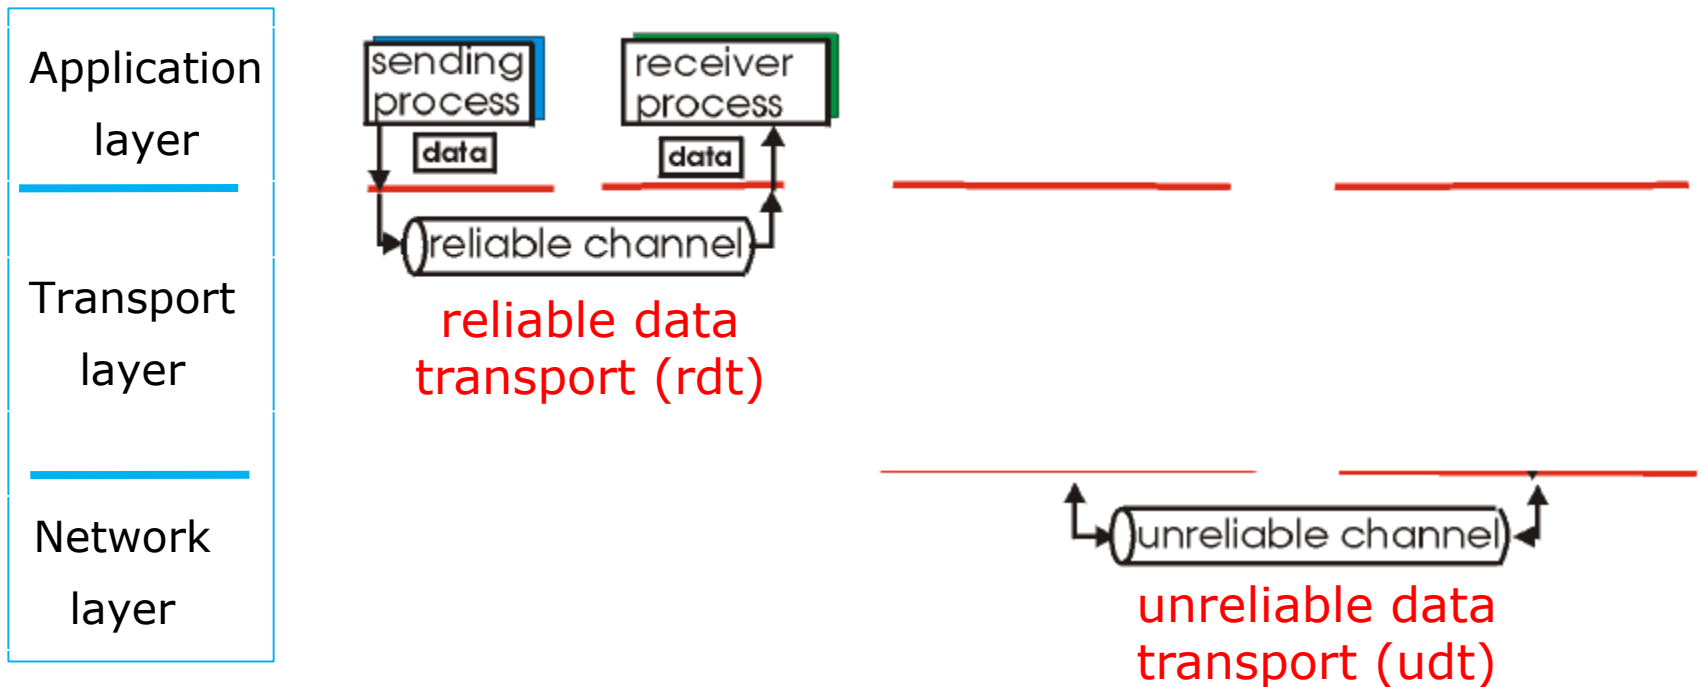 Application
layer
Transport
layer
Network
layer
sending
process
data
receiver
process
data
reliable channel
reliable data
transport (rdt)
unreliable channel
unreliable data
transport (udt)